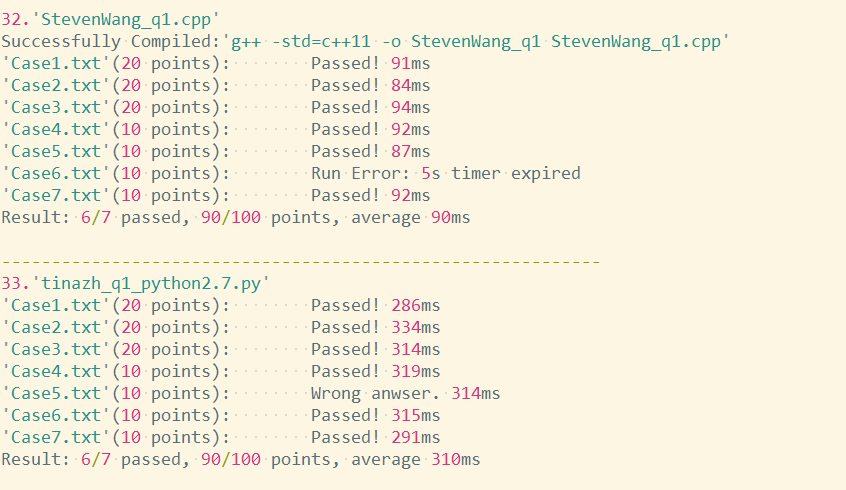 32.'StevenWang_q1.cpp'
Successfully Compiled:'g++ -std=c++11 -o StevenWang_q1 StevenWang_q1.cpp'
'Case1.txt'(20 points):        Passed! 91ms
'Case2.txt'(20 points):        Passed! 84ms
'Case3.txt'(20 points):        Passed! 94ms
'Case4.txt'(10 points):        Passed! 92ms
'Case5.txt'(10 points):        Passed! 87ms
'Case6.txt'(10 points):        Run Error: 5s timer expired
'Case7.txt'(10 points):        Passed! 92ms
Result: 6/7 passed, 90/100 points, average 90ms
------------------------------------------------------------
33.'tinazh_q1_python2.7.py'
'Case1.txt'(20 points):        Passed! 286ms
'Case2.txt'(20 points):        Passed! 334ms
'Case3.txt'(20 points):        Passed! 314ms
'Case4.txt'(10 points):        Passed! 319ms
'Case5.txt'(10 points):        Wrong anwser. 314ms
'Case6.txt'(10 points):        Passed! 315ms
'Case7.txt'(10 points):        Passed! 291ms
Result: 6/7 passed, 90/100 points, average 310ms